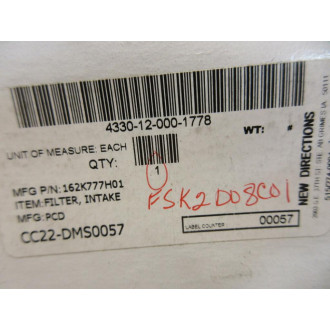 4330-12-000-1778
UNIT OF MEASURE: EACH
WT: #
QTY:
1
MFG P/N:162K777H01
ITEM:FILTER, INTAKE
MFG:PCD
FSK2D08C01
CC22-DMS0057
LABEL COUNTER
00057
NEW DIRECTIONS